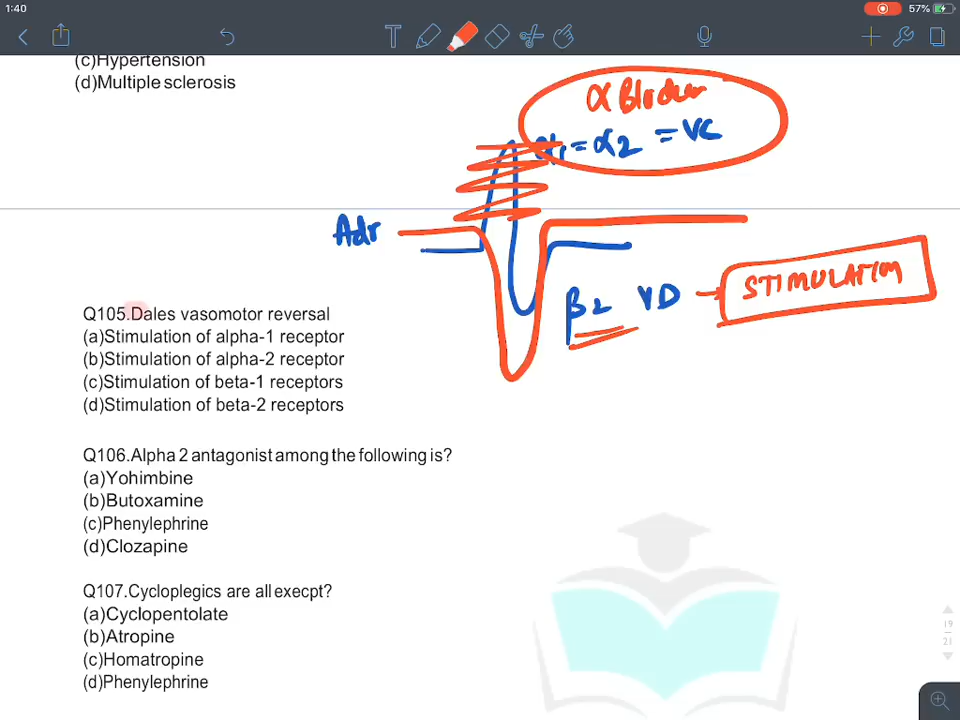 1:40
57%
(c)Hypertension
(d)Multiple sclerosis
α Blocker
α1 = α2 = VC
Adr
β2 VD → STIMULATION
Q105.Dales vasomotor reversal
(a)Stimulation of alpha-1 receptor
(b)Stimulation of alpha-2 receptor
(c)Stimulation of beta-1 receptors
(d)Stimulation of beta-2 receptors
Q106.Alpha 2 antagonist among the following is?
(a)Yohimbine
(b)Butoxamine
(c)Phenylephrine
(d)Clozapine
Q107.Cycloplegics are all execpt?
(a)Cyclopentolate
(b)Atropine
(c)Homatropine
(d)Phenylephrine
19
21